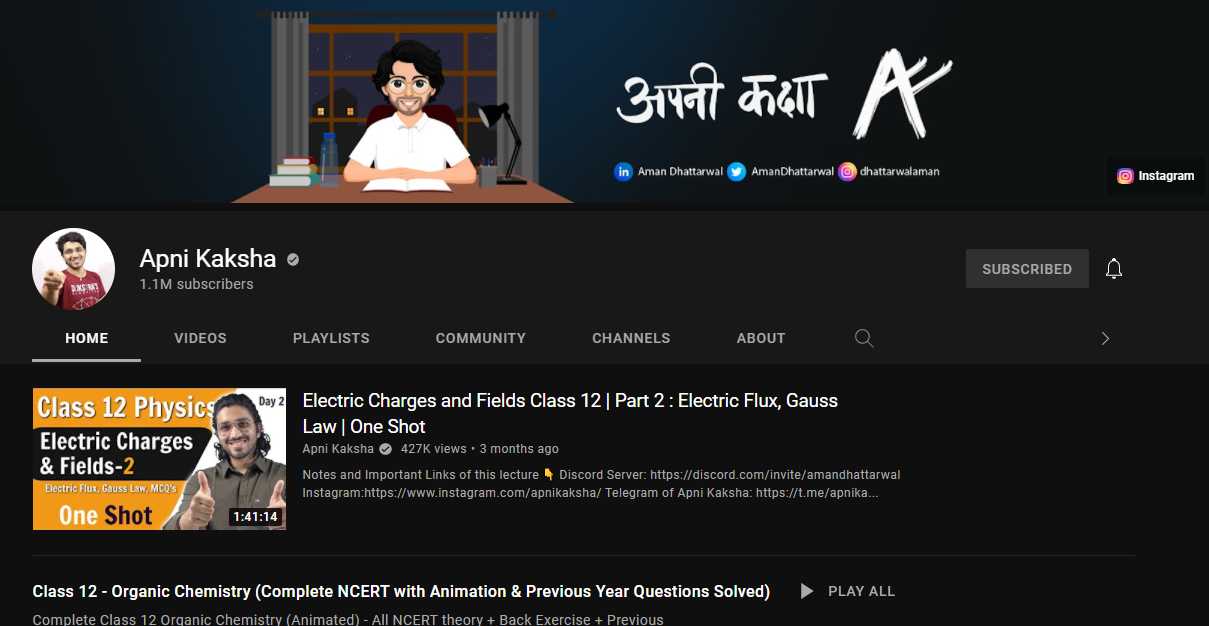 अपनी कक्षा A
Aman Dhattarwal AmanDhattarwal dhattarwalaman
Instagram
Apni Kaksha
1.1M subscribers
SUBSCRIBED
HOME VIDEOS PLAYLISTS COMMUNITY CHANNELS ABOUT
Class 12 Physics Day 2
Electric Charges
& Fields-2
Electric Flux, Gauss Law, MCQ's
One Shot
1:41:14
Electric Charges and Fields Class 12 | Part 2 : Electric Flux, Gauss
Law | One Shot
Apni Kaksha 427K views • 3 months ago
Notes and Important Links of this lecture 👇 Discord Server: https://discord.com/invite/amandhattarwal
Instagram:https://www.instagram.com/apnikaksha/ Telegram of Apni Kaksha: https://t.me/apnika...
Class 12 - Organic Chemistry (Complete NCERT with Animation & Previous Year Questions Solved) PLAY ALL
Complete Class 12 Organic Chemistry (Animated) - All NCERT theory + Back Exercise + Previous